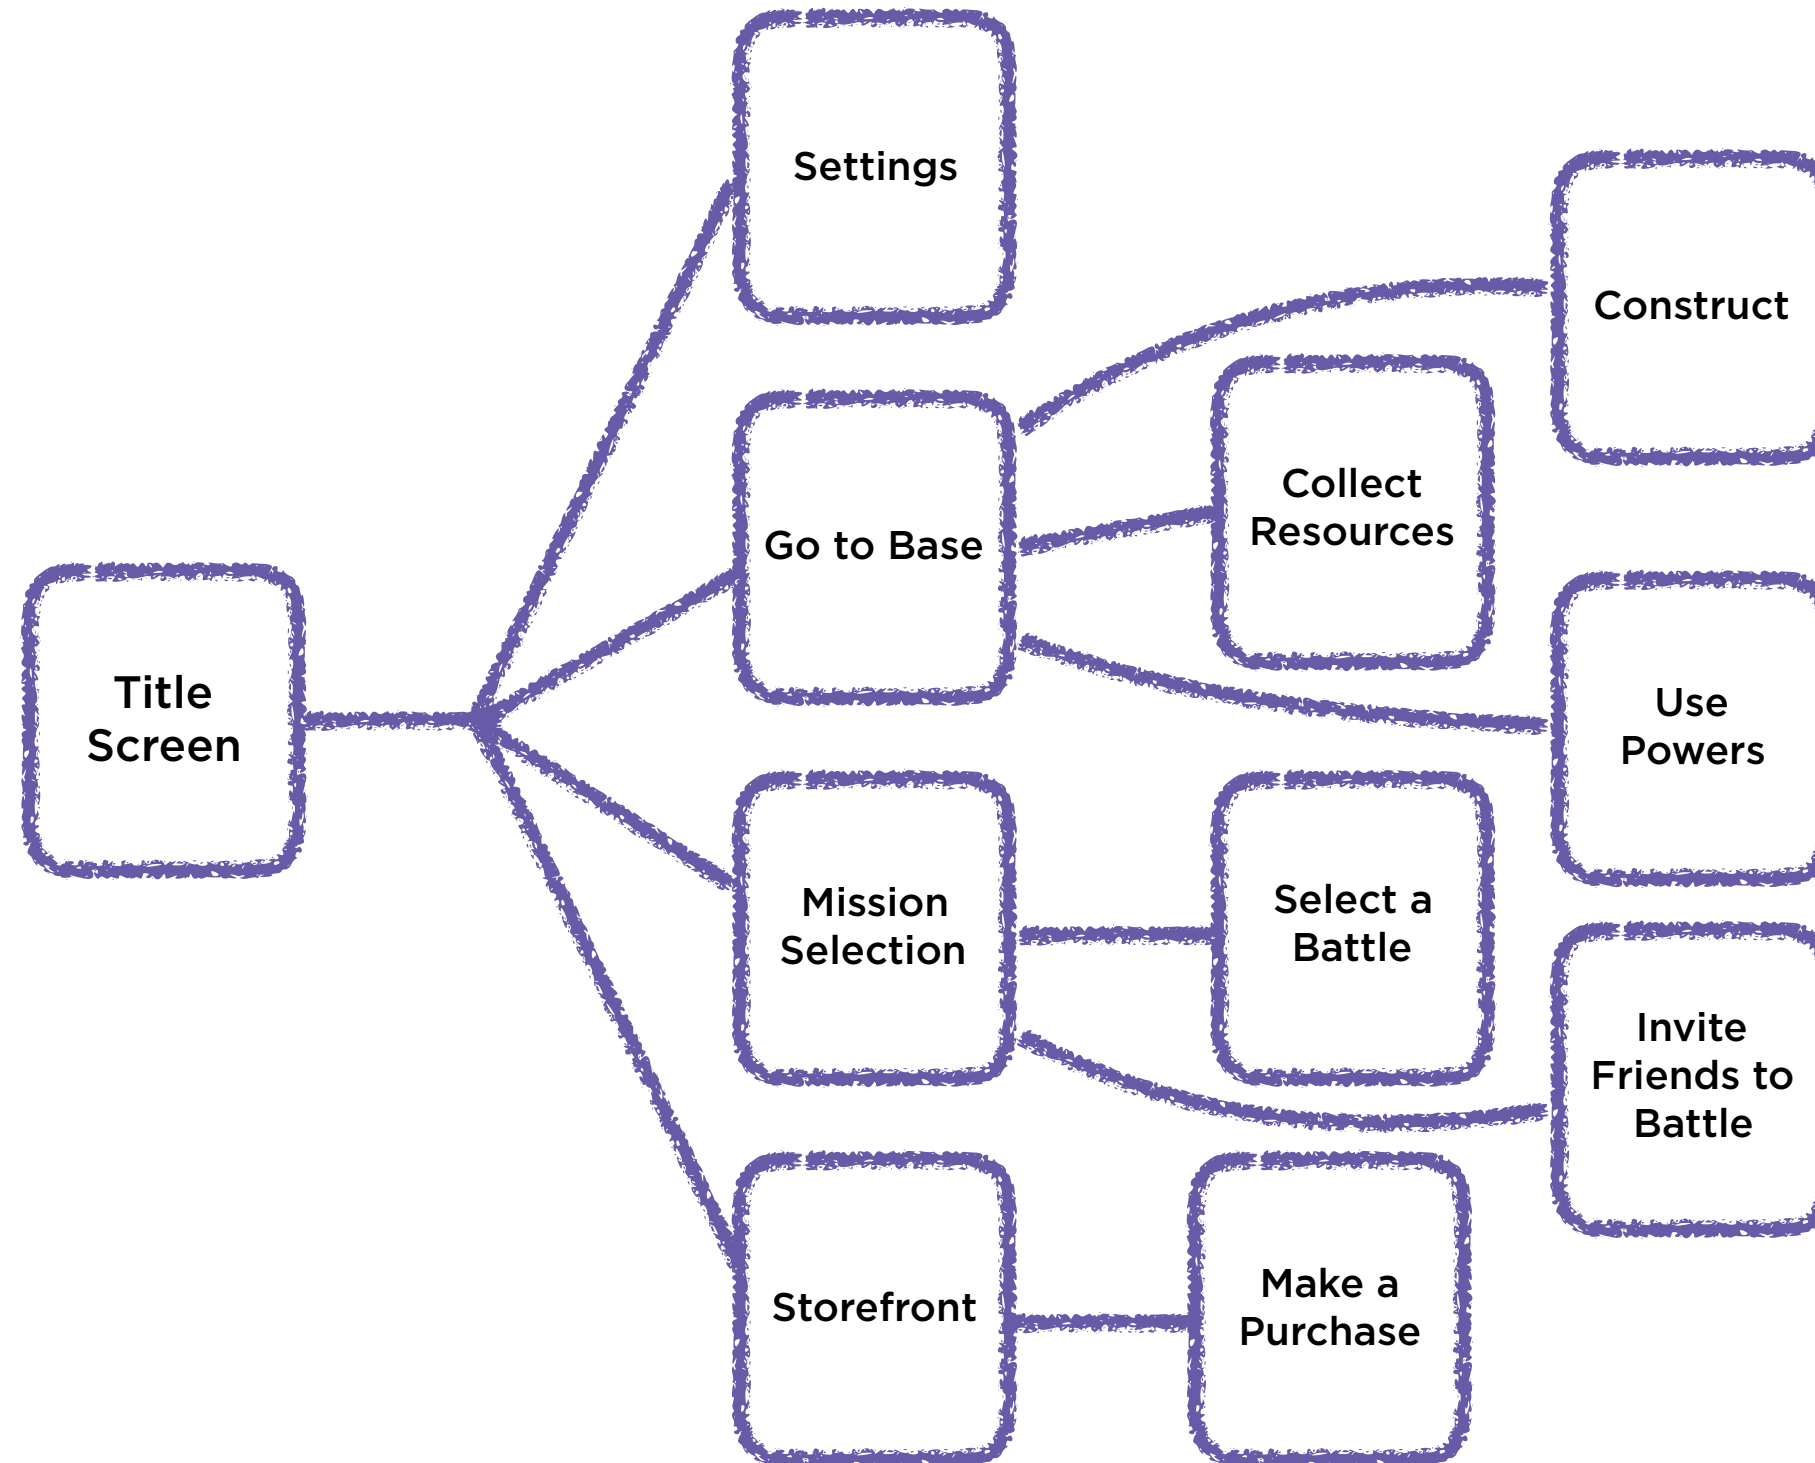 Title
Screen
Settings
Go to Base
Mission
Selection
Storefront
Construct
Collect
Resources
Use
Powers
Select a
Battle
Invite
Friends to
Battle
Make a
Purchase